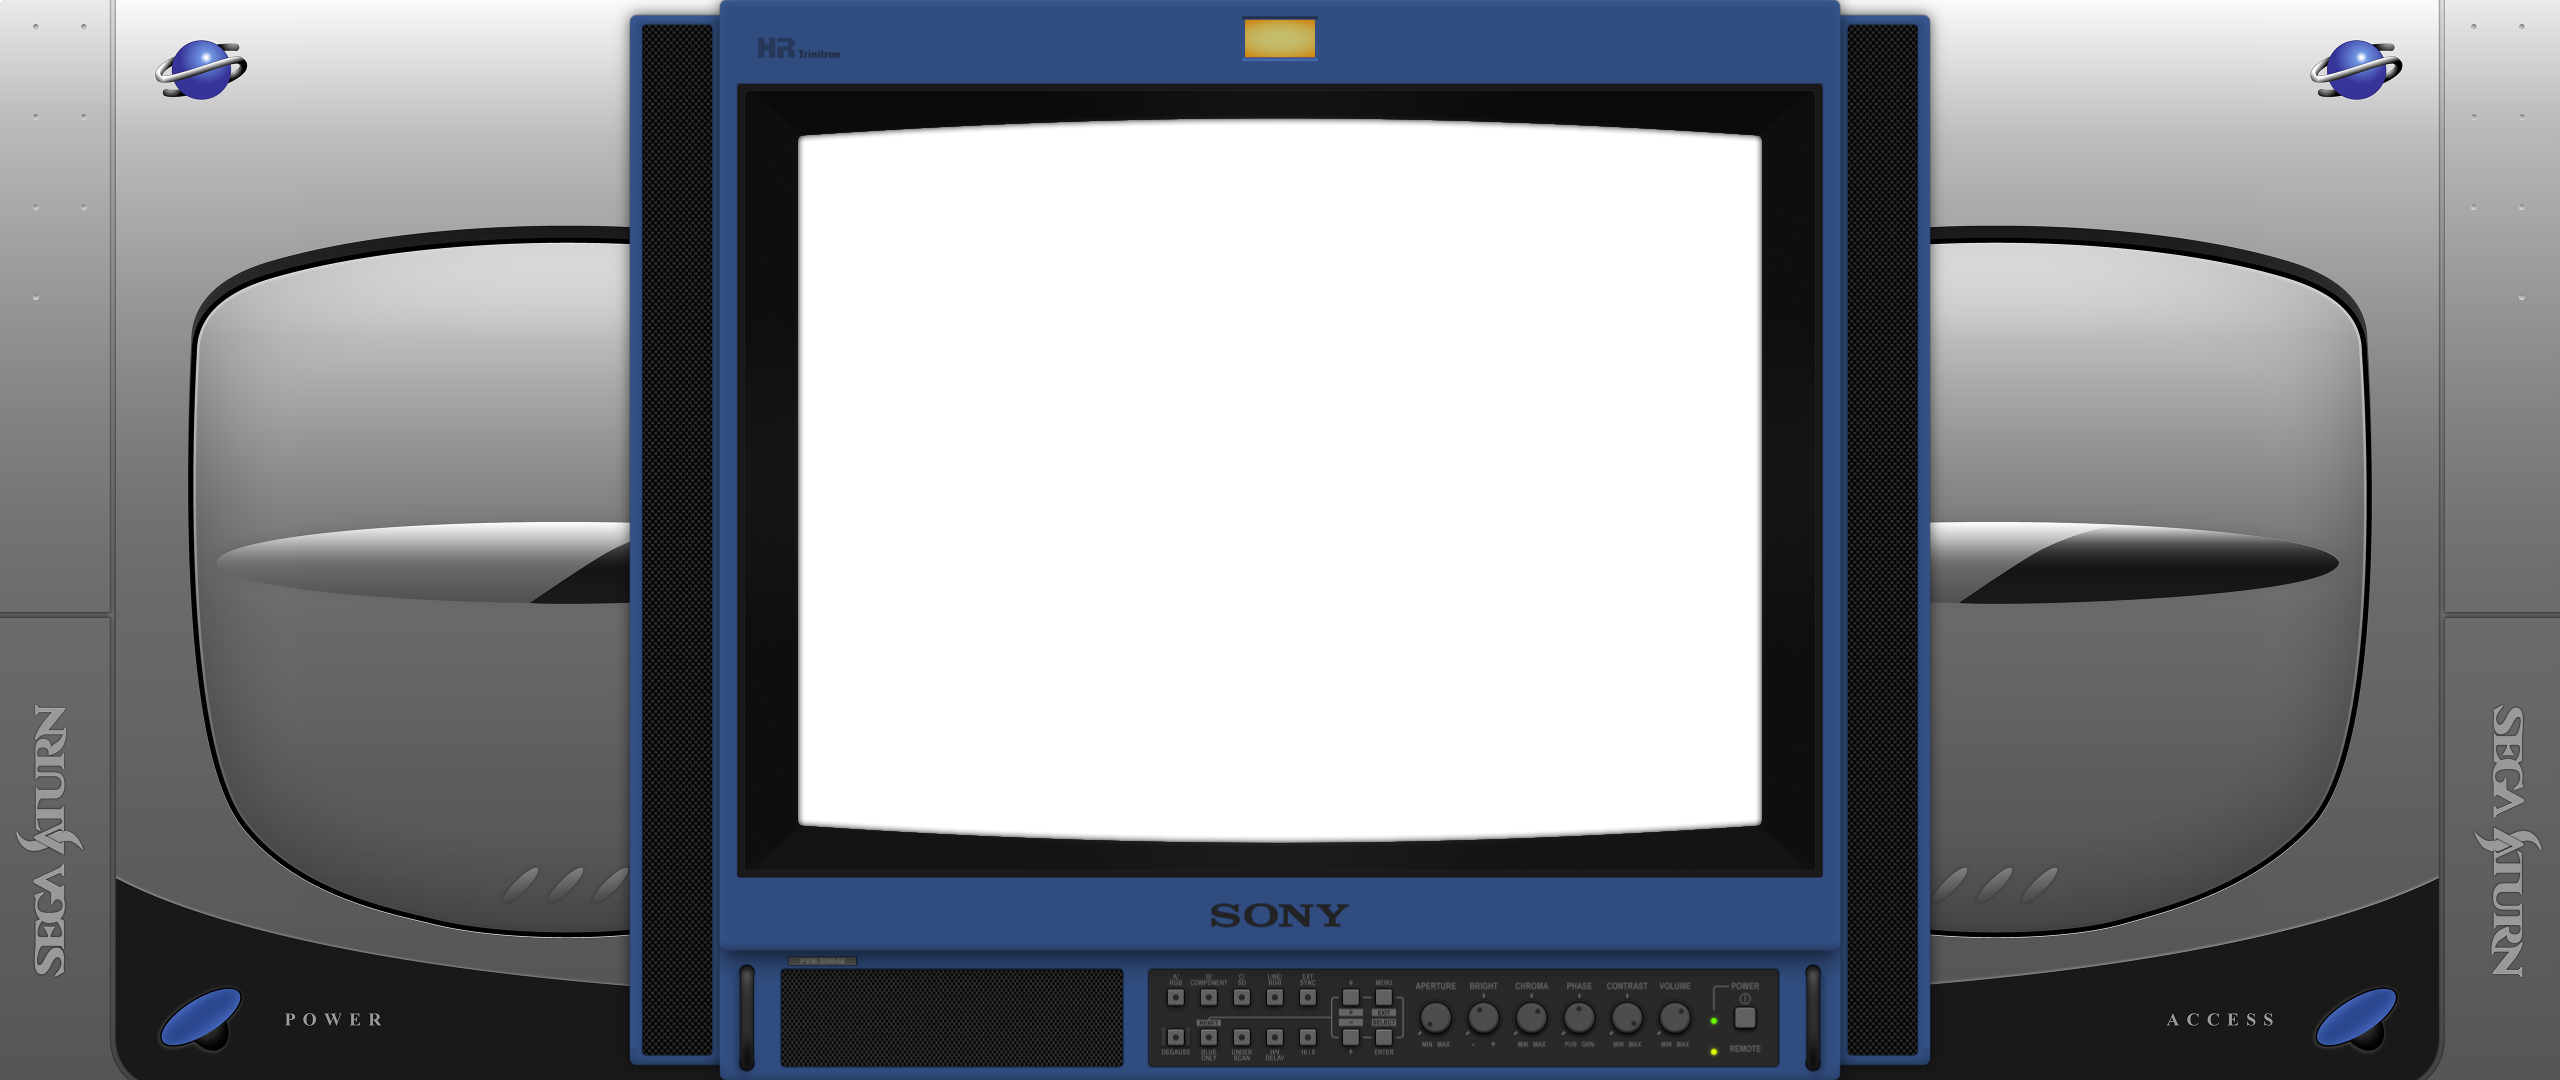 HR Trinitron
SEGA SATURN
SEGA SATURN
SONY
PVM 20M4E
A/ RGB
B/ COMPONENT
C/ SD
LINE/ RGB
EXT SYNC
MENU
RESET
EXIT
SELECT
DEGAUSS
BLUE ONLY
UNDER SCAN
H/V DELAY
16/9
ENTER
APERTURE
BRIGHT
CHROMA
PHASE
CONTRAST
VOLUME
POWER
MIN MAX
- +
MIN MAX
PUR GRN
MIN MAX
MIN MAX
REMOTE
POWER
ACCESS